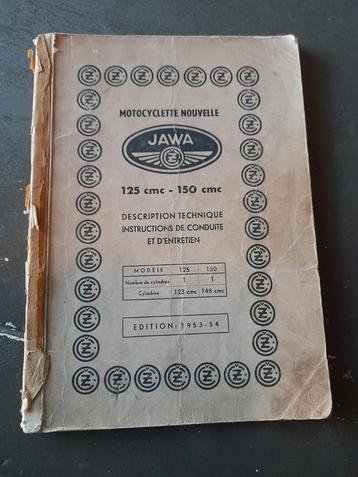 MOTOCYCLETTE NOUVELLE
JAWA
CZ
125 cmc - 150 cmc
DESCRIPTION TECHNIQUE
INSTRUCTIONS DE CONDUITE
ET D'ENTRETIEN
MODELE 125 150
Nombre de cylindres 1 1
Cylindrée 123 cmc 148 cmc
EDITION: 1953-54